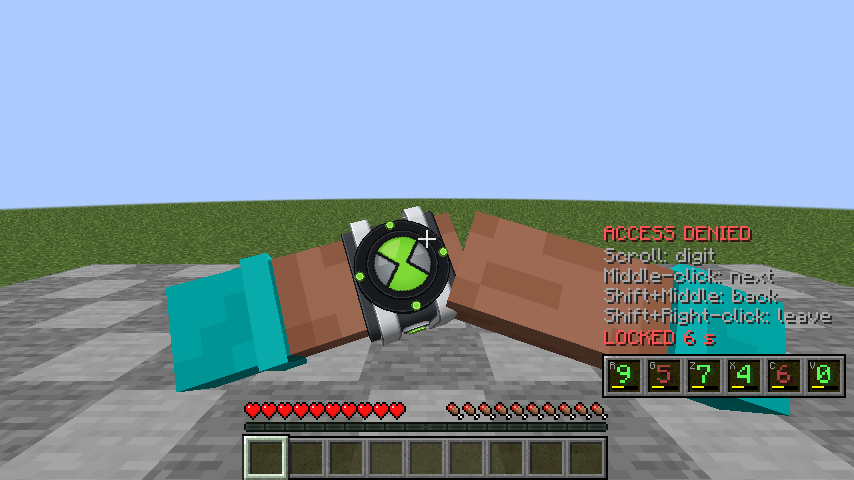 ACCESS DENIED
Scroll: digit
Middle-click: next
Shift+Middle: back
Shift+Right-click: leave
LOCKED 6 s
R 9 G 5 Z 7 X 4 C 6 V 0